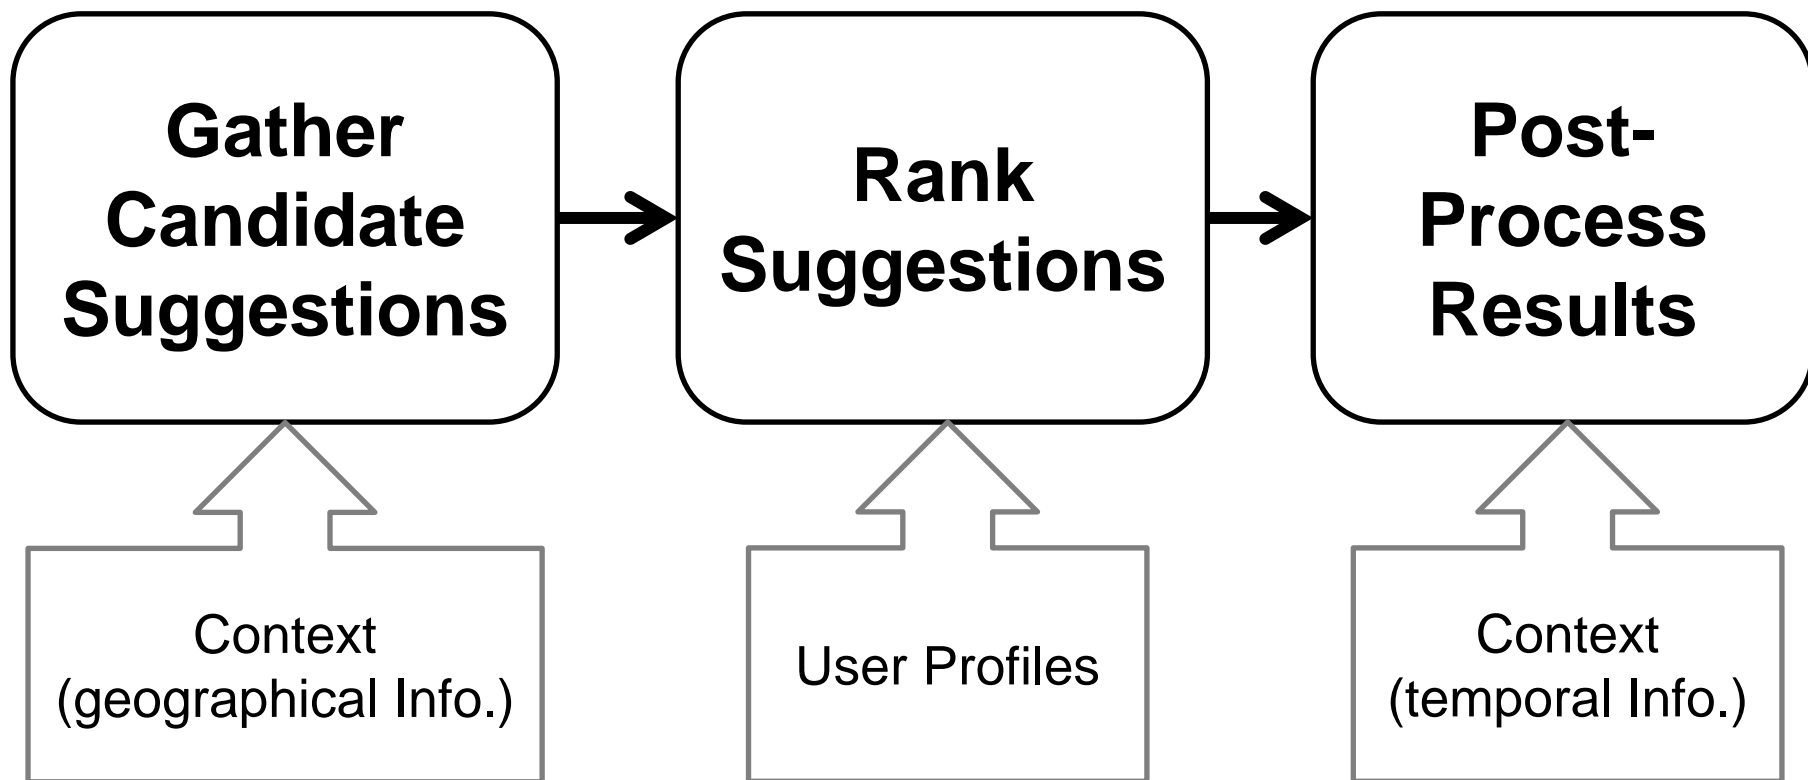 Gather
Candidate
Suggestions
Rank
Suggestions
Post-
Process
Results
Context
(geographical Info.)
User Profiles
Context
(temporal Info.)